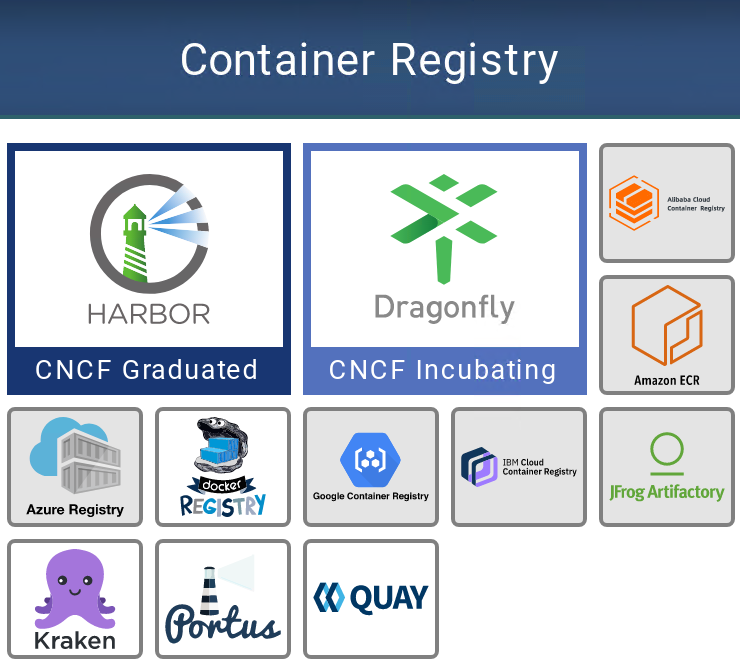 Container Registry
HARBOR
CNCF Graduated
Dragonfly
CNCF Incubating
Alibaba Cloud
Container Registry
Amazon ECR
Azure Registry
docker
REGISTRY
Google Container Registry
IBM Cloud
Container Registry
JFrog Artifactory
Kraken
Portus
QUAY